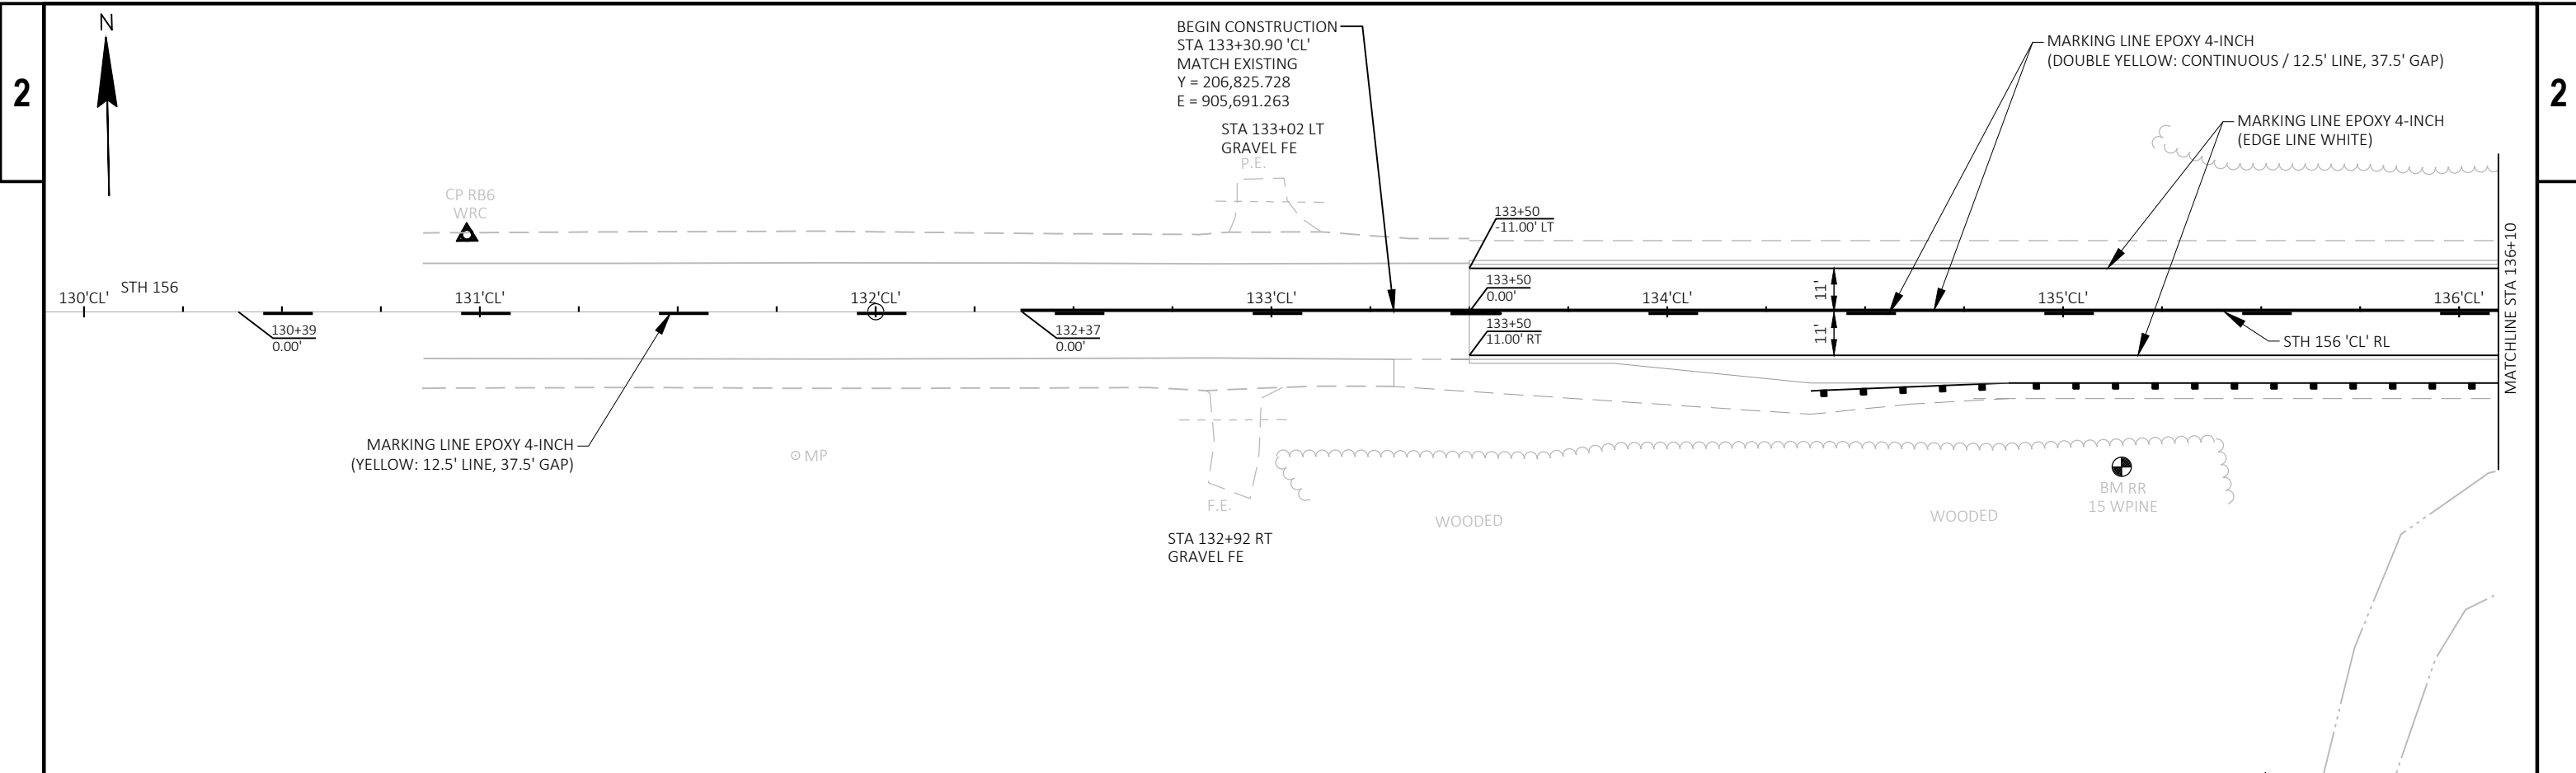 N
2
2
BEGIN CONSTRUCTION
STA 133+30.90 'CL'
MATCH EXISTING
Y = 206,825.728
E = 905,691.263
STA 133+02 LT
GRAVEL FE
P.E.
MARKING LINE EPOXY 4-INCH
(DOUBLE YELLOW: CONTINUOUS / 12.5' LINE, 37.5' GAP)
MARKING LINE EPOXY 4-INCH
(EDGE LINE WHITE)
CP RB6
WRC
133+50
-11.00' LT
130'CL'
STH 156
131'CL'
132'CL'
133'CL'
133+50
0.00'
134'CL'
11'
135'CL'
136'CL'
MATCHLINE STA 136+10
130+39
0.00'
132+37
0.00'
133+50
11.00' RT
11'
STH 156 'CL' RL
MARKING LINE EPOXY 4-INCH
(YELLOW: 12.5' LINE, 37.5' GAP)
MP
F.E.
STA 132+92 RT
GRAVEL FE
WOODED
WOODED
BM RR
15 WPINE